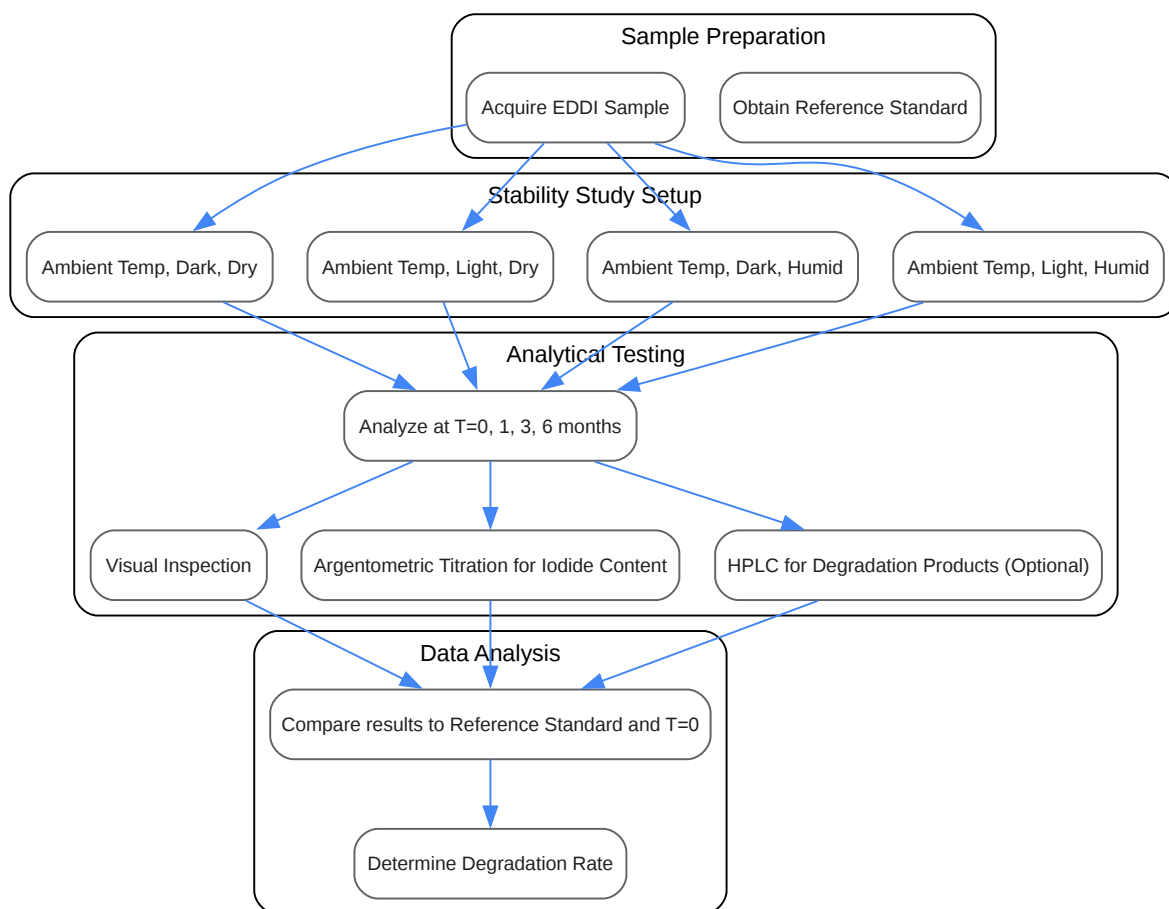 Sample Preparation
Acquire EDDI Sample
Obtain Reference Standard
Stability Study Setup
Ambient Temp, Dark, Dry
Ambient Temp, Light, Dry
Ambient Temp, Dark, Humid
Ambient Temp, Light, Humid
Analytical Testing
Analyze at T=0, 1, 3, 6 months
Visual Inspection
Argentometric Titration for Iodide Content
HPLC for Degradation Products (Optional)
Data Analysis
Compare results to Reference Standard and T=0
Determine Degradation Rate